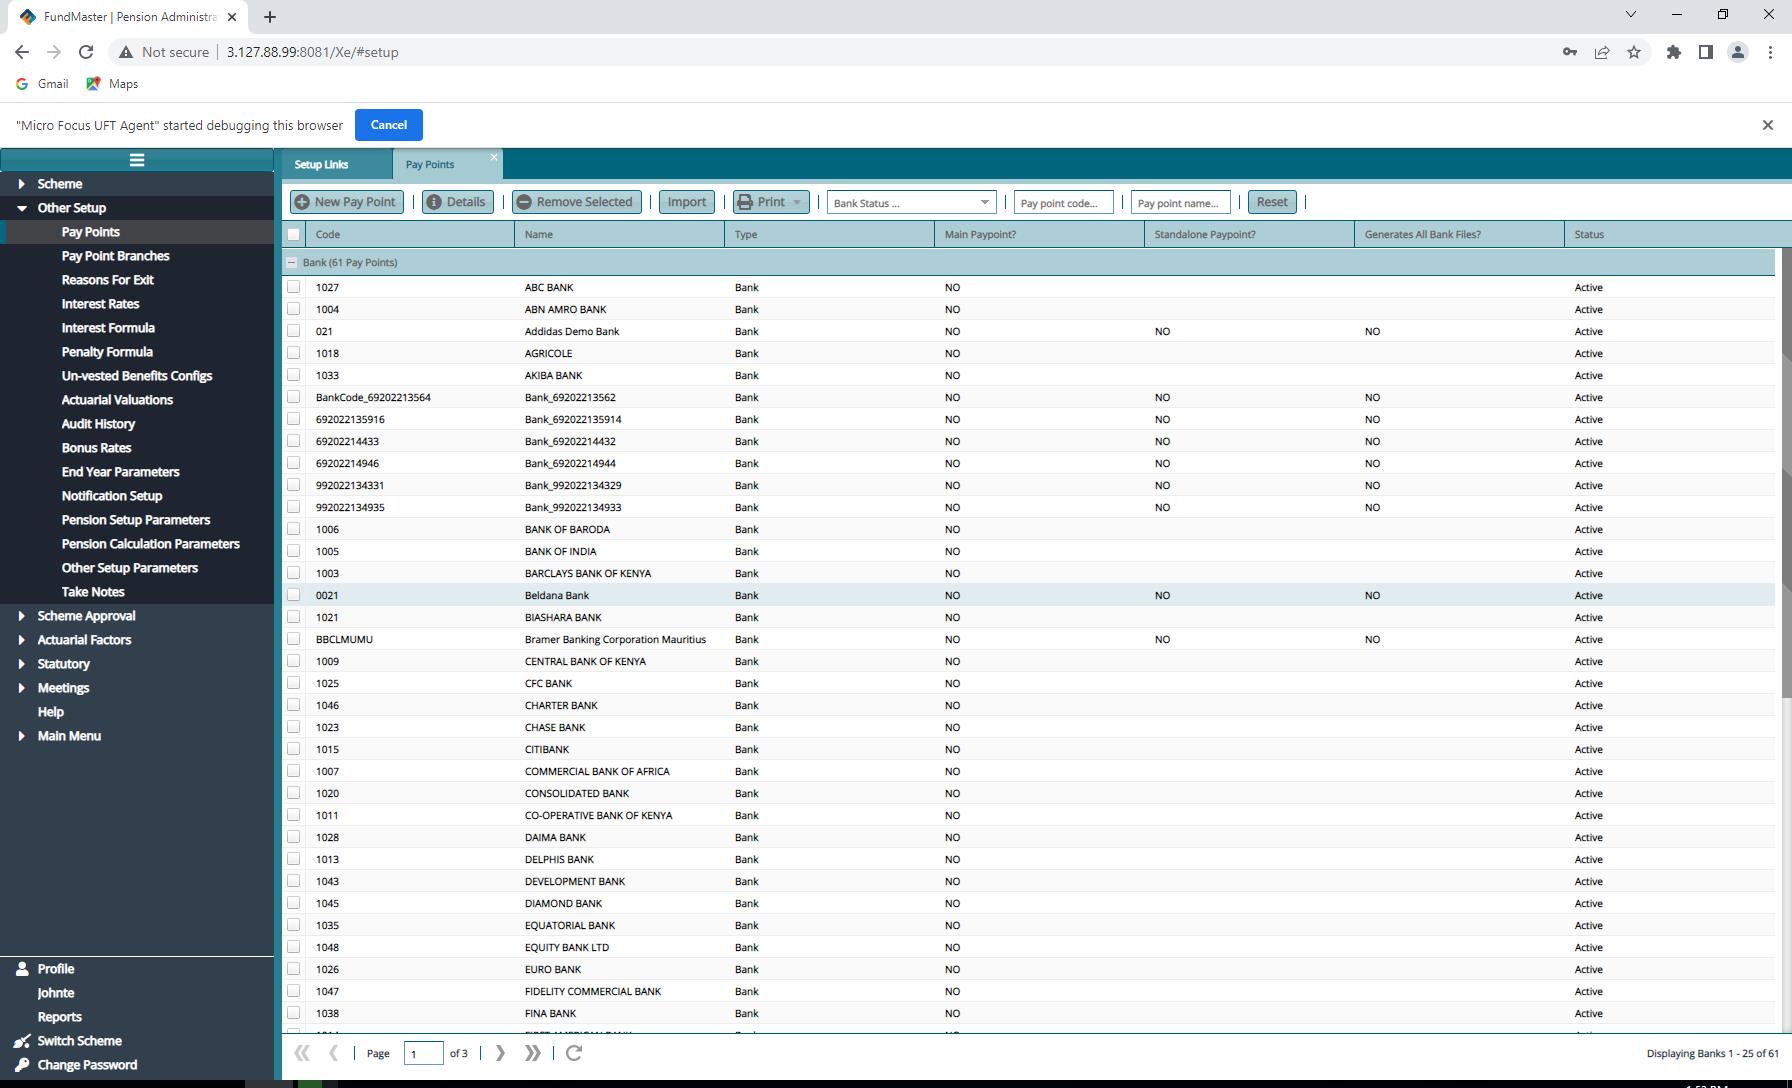 FundMaster | Pension Administra
Not secure 3.127.88.99:8081/Xe/#setup
Gmail Maps
"Micro Focus UFT Agent" started debugging this browser Cancel
Setup Links Pay Points
Scheme
Other Setup
Pay Points
Pay Point Branches
Reasons For Exit
Interest Rates
Interest Formula
Penalty Formula
Un-vested Benefits Configs
Actuarial Valuations
Audit History
Bonus Rates
End Year Parameters
Notification Setup
Pension Setup Parameters
Pension Calculation Parameters
Other Setup Parameters
Take Notes
Scheme Approval
Actuarial Factors
Statutory
Meetings
Help
Main Menu
Profile
Johnte
Reports
Switch Scheme
Change Password
New Pay Point Details Remove Selected Import Print Bank Status ... Pay point code... Pay point name... Reset
Code Name Type Main Paypoint? Standalone Paypoint? Generates All Bank Files? Status
Bank (61 Pay Points)
1027 ABC BANK Bank NO Active
1004 ABN AMRO BANK Bank NO Active
021 Addidas Demo Bank Bank NO NO NO Active
1018 AGRICOLE Bank NO Active
1033 AKIBA BANK Bank NO Active
BankCode_69202213564 Bank_69202213562 Bank NO NO NO Active
692022135916 Bank_692022135914 Bank NO NO NO Active
69202214433 Bank_69202214432 Bank NO NO NO Active
69202214946 Bank_69202214944 Bank NO NO NO Active
992022134331 Bank_992022134329 Bank NO NO NO Active
992022134935 Bank_992022134933 Bank NO NO NO Active
1006 BANK OF BARODA Bank NO Active
1005 BANK OF INDIA Bank NO Active
1003 BARCLAYS BANK OF KENYA Bank NO Active
0021 Beldana Bank Bank NO NO NO Active
1021 BIASHARA BANK Bank NO Active
BBCLMUMU Bramer Banking Corporation Mauritius Bank NO NO NO Active
1009 CENTRAL BANK OF KENYA Bank NO Active
1025 CFC BANK Bank NO Active
1046 CHARTER BANK Bank NO Active
1023 CHASE BANK Bank NO Active
1015 CITIBANK Bank NO Active
1007 COMMERCIAL BANK OF AFRICA Bank NO Active
1020 CONSOLIDATED BANK Bank NO Active
1011 CO-OPERATIVE BANK OF KENYA Bank NO Active
1028 DAIMA BANK Bank NO Active
1013 DELPHIS BANK Bank NO Active
1043 DEVELOPMENT BANK Bank NO Active
1045 DIAMOND BANK Bank NO Active
1035 EQUATORIAL BANK Bank NO Active
1048 EQUITY BANK LTD Bank NO Active
1026 EURO BANK Bank NO Active
1047 FIDELITY COMMERCIAL BANK Bank NO Active
1038 FINA BANK Bank NO Active
Page 1 of 3 Displaying Banks 1 - 25 of 61